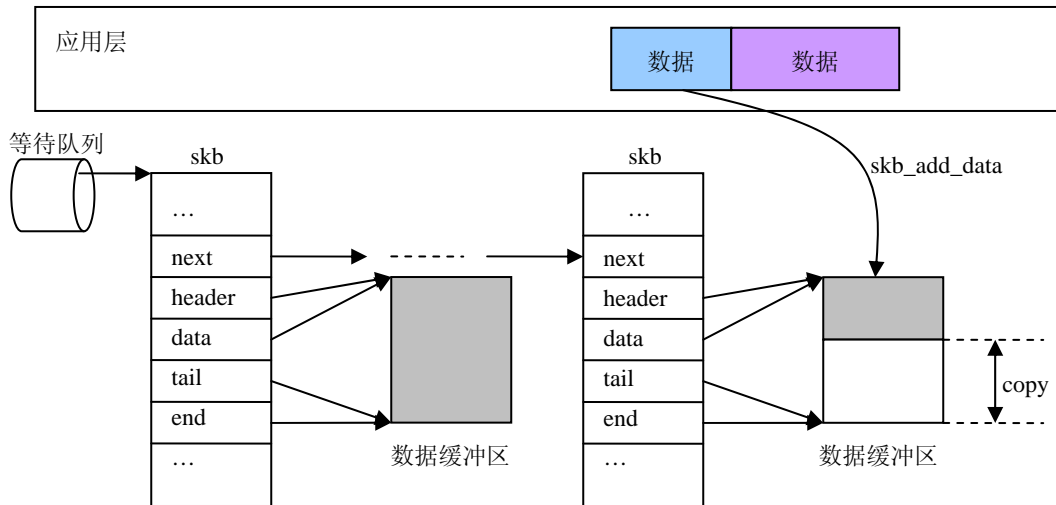 应用层
数据 数据
等待队列
skb skb
skb_add_data
… …
next next
header header
data data
tail tail
copy
end end
数据缓冲区 数据缓冲区
…  …